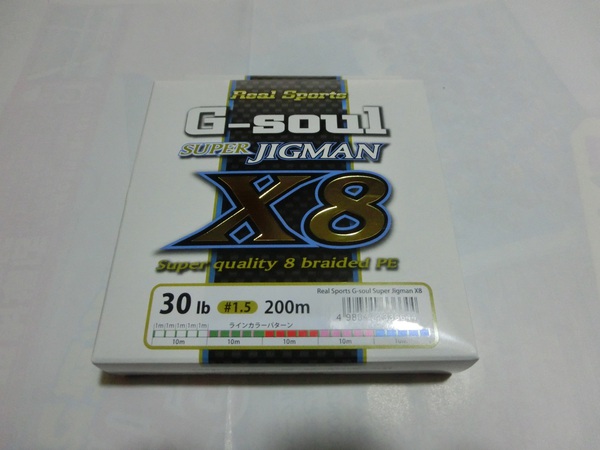 Real Sports
G-soul
SUPER JIGMAN
X8
Super quality 8 braided PE
Real Sports G-soul Super Jigman X8
30 lb #1.5 200m
ラインカラーパターン
1m 1m 1m 1m 1m
10m 10m 10m 10m